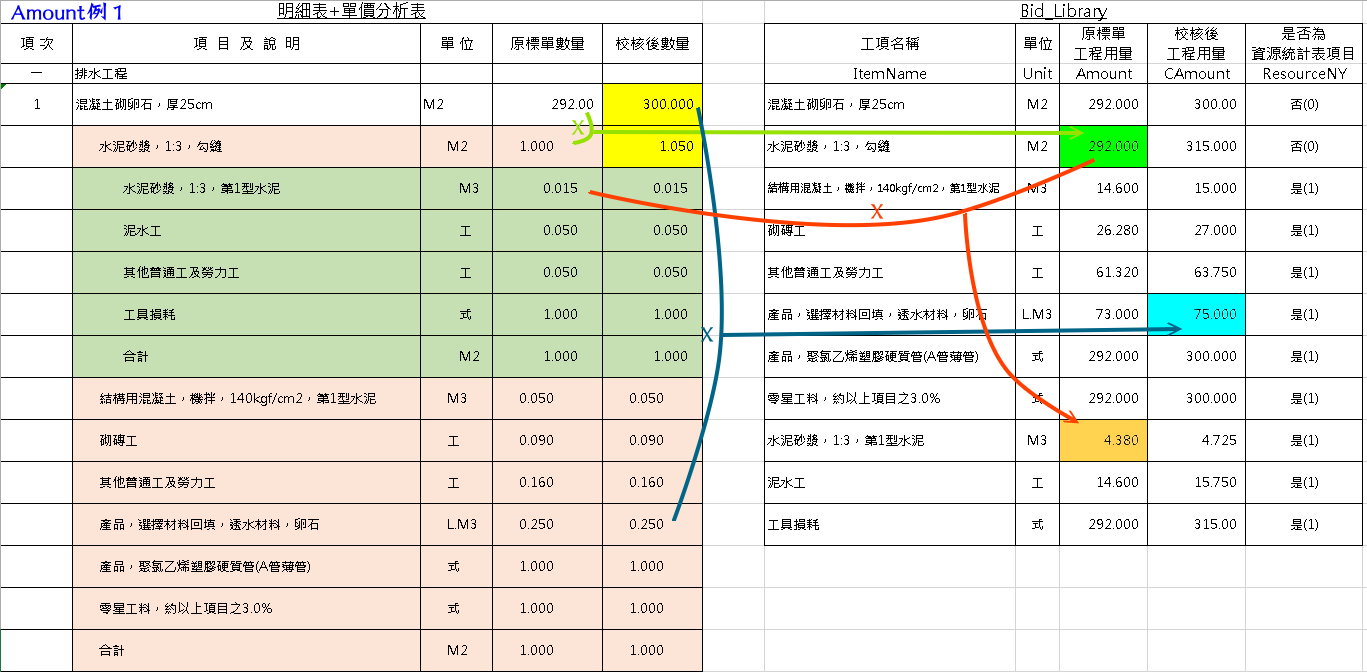 Amount例 1 明細表+單價分析表 Bid_Library
項 次 項 目 及 說 明 單 位 原標單數量 校核後數量
一 排水工程
1 混凝土砌卵石，厚25cm M2 292.00 300.000
水泥砂漿，1:3，勾縫 M2 1.000 1.050
水泥砂漿，1:3，第1型水泥 M3 0.015 0.015
泥水工 工 0.050 0.050
其他普通工及勞力工 工 0.050 0.050
工具損耗 式 1.000 1.000
合計 M2 1.000 1.000
結構用混凝土，機拌，140kgf/cm2，第1型水泥 M3 0.050 0.050
砌磚工 工 0.090 0.090
其他普通工及勞力工 工 0.160 0.160
產品，選擇材料回填，透水材料，卵石 L.M3 0.250 0.250
產品，聚氯乙烯塑膠硬質管(A管薄管) 式 1.000 1.000
零星工料，約以上項目之3.0% 式 1.000 1.000
合計 M2 1.000 1.000
工項名稱 單位 原標單 工程用量 校核後 工程用量 是否為 資源統計表項目
ItemName Unit Amount CAmount ResourceNY
混凝土砌卵石，厚25cm M2 292.000 300.00 否(0)
水泥砂漿，1:3，勾縫 M2 292.000 315.000 否(0)
結構用混凝土，機拌，140kgf/cm2，第1型水泥 M3 14.600 15.000 是(1)
砌磚工 工 26.280 27.000 是(1)
其他普通工及勞力工 工 61.320 63.750 是(1)
產品，選擇材料回填，透水材料，卵石 L.M3 73.000 75.000 是(1)
產品，聚氯乙烯塑膠硬質管(A管薄管) 式 292.000 300.000 是(1)
零星工料，約以上項目之3.0% 式 292.000 300.000 是(1)
水泥砂漿，1:3，第1型水泥 M3 4.380 4.725 是(1)
泥水工 工 14.600 15.750 是(1)
工具損耗 式 292.000 315.00 是(1)
X
X
X